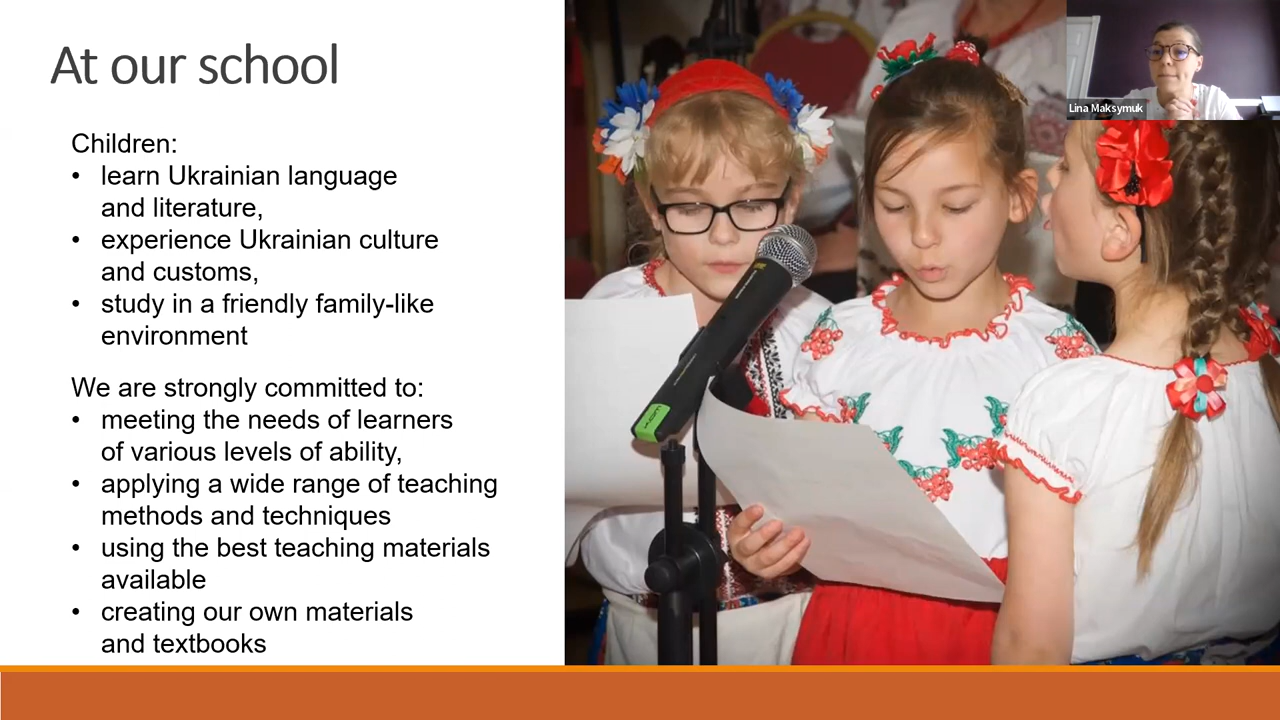 At our school
Children:
• learn Ukrainian language
and literature,
• experience Ukrainian culture
and customs,
• study in a friendly family-like
environment
We are strongly committed to:
• meeting the needs of learners
of various levels of ability,
• applying a wide range of teaching
methods and techniques
• using the best teaching materials
available
• creating our own materials
and textbooks
Lina Maksymuk